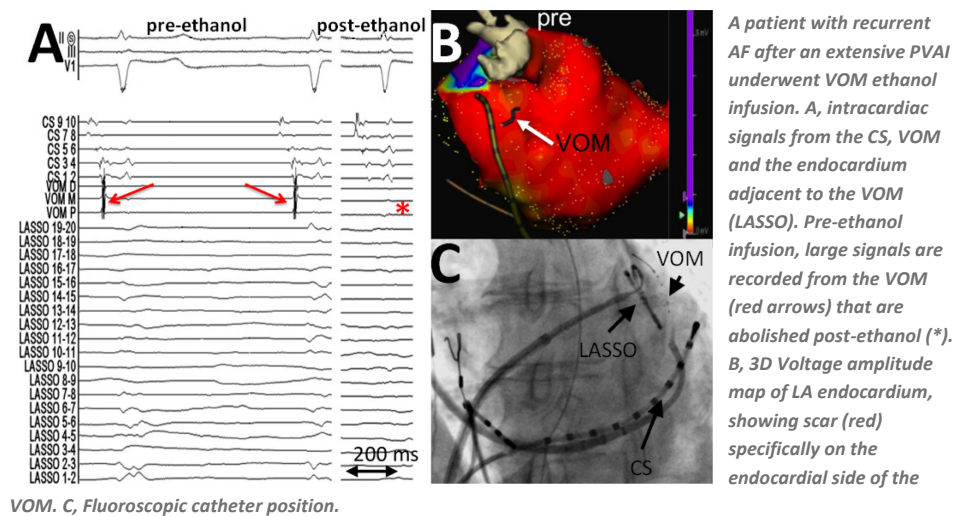 A
pre-ethanol
post-ethanol
II
III
V1
CS 9 10
CS 7 8
CS 5 6
CS 3 4
CS 1 2
VOM D
VOM M
VOM P
*
LASSO 19-20
LASSO 18-19
LASSO 17-18
LASSO 16-17
LASSO 15-16
LASSO 14-15
LASSO 13-14
LASSO 12-13
LASSO 11-12
LASSO 10-11
LASSO 9-10
LASSO 8-9
LASSO 7-8
LASSO 6-7
LASSO 5-6
LASSO 4-5
LASSO 3-4
LASSO 2-3
LASSO 1-2
200 ms
B
pre
VOM
C
VOM
LASSO
CS
A patient with recurrent
AF after an extensive PVAI
underwent VOM ethanol
infusion. A, intracardiac
signals from the CS, VOM
and the endocardium
adjacent to the VOM
(LASSO). Pre-ethanol
infusion, large signals are
recorded from the VOM
(red arrows) that are
abolished post-ethanol (*).
B, 3D Voltage amplitude
map of LA endocardium,
showing scar (red)
specifically on the
endocardial side of the
VOM. C, Fluoroscopic catheter position.